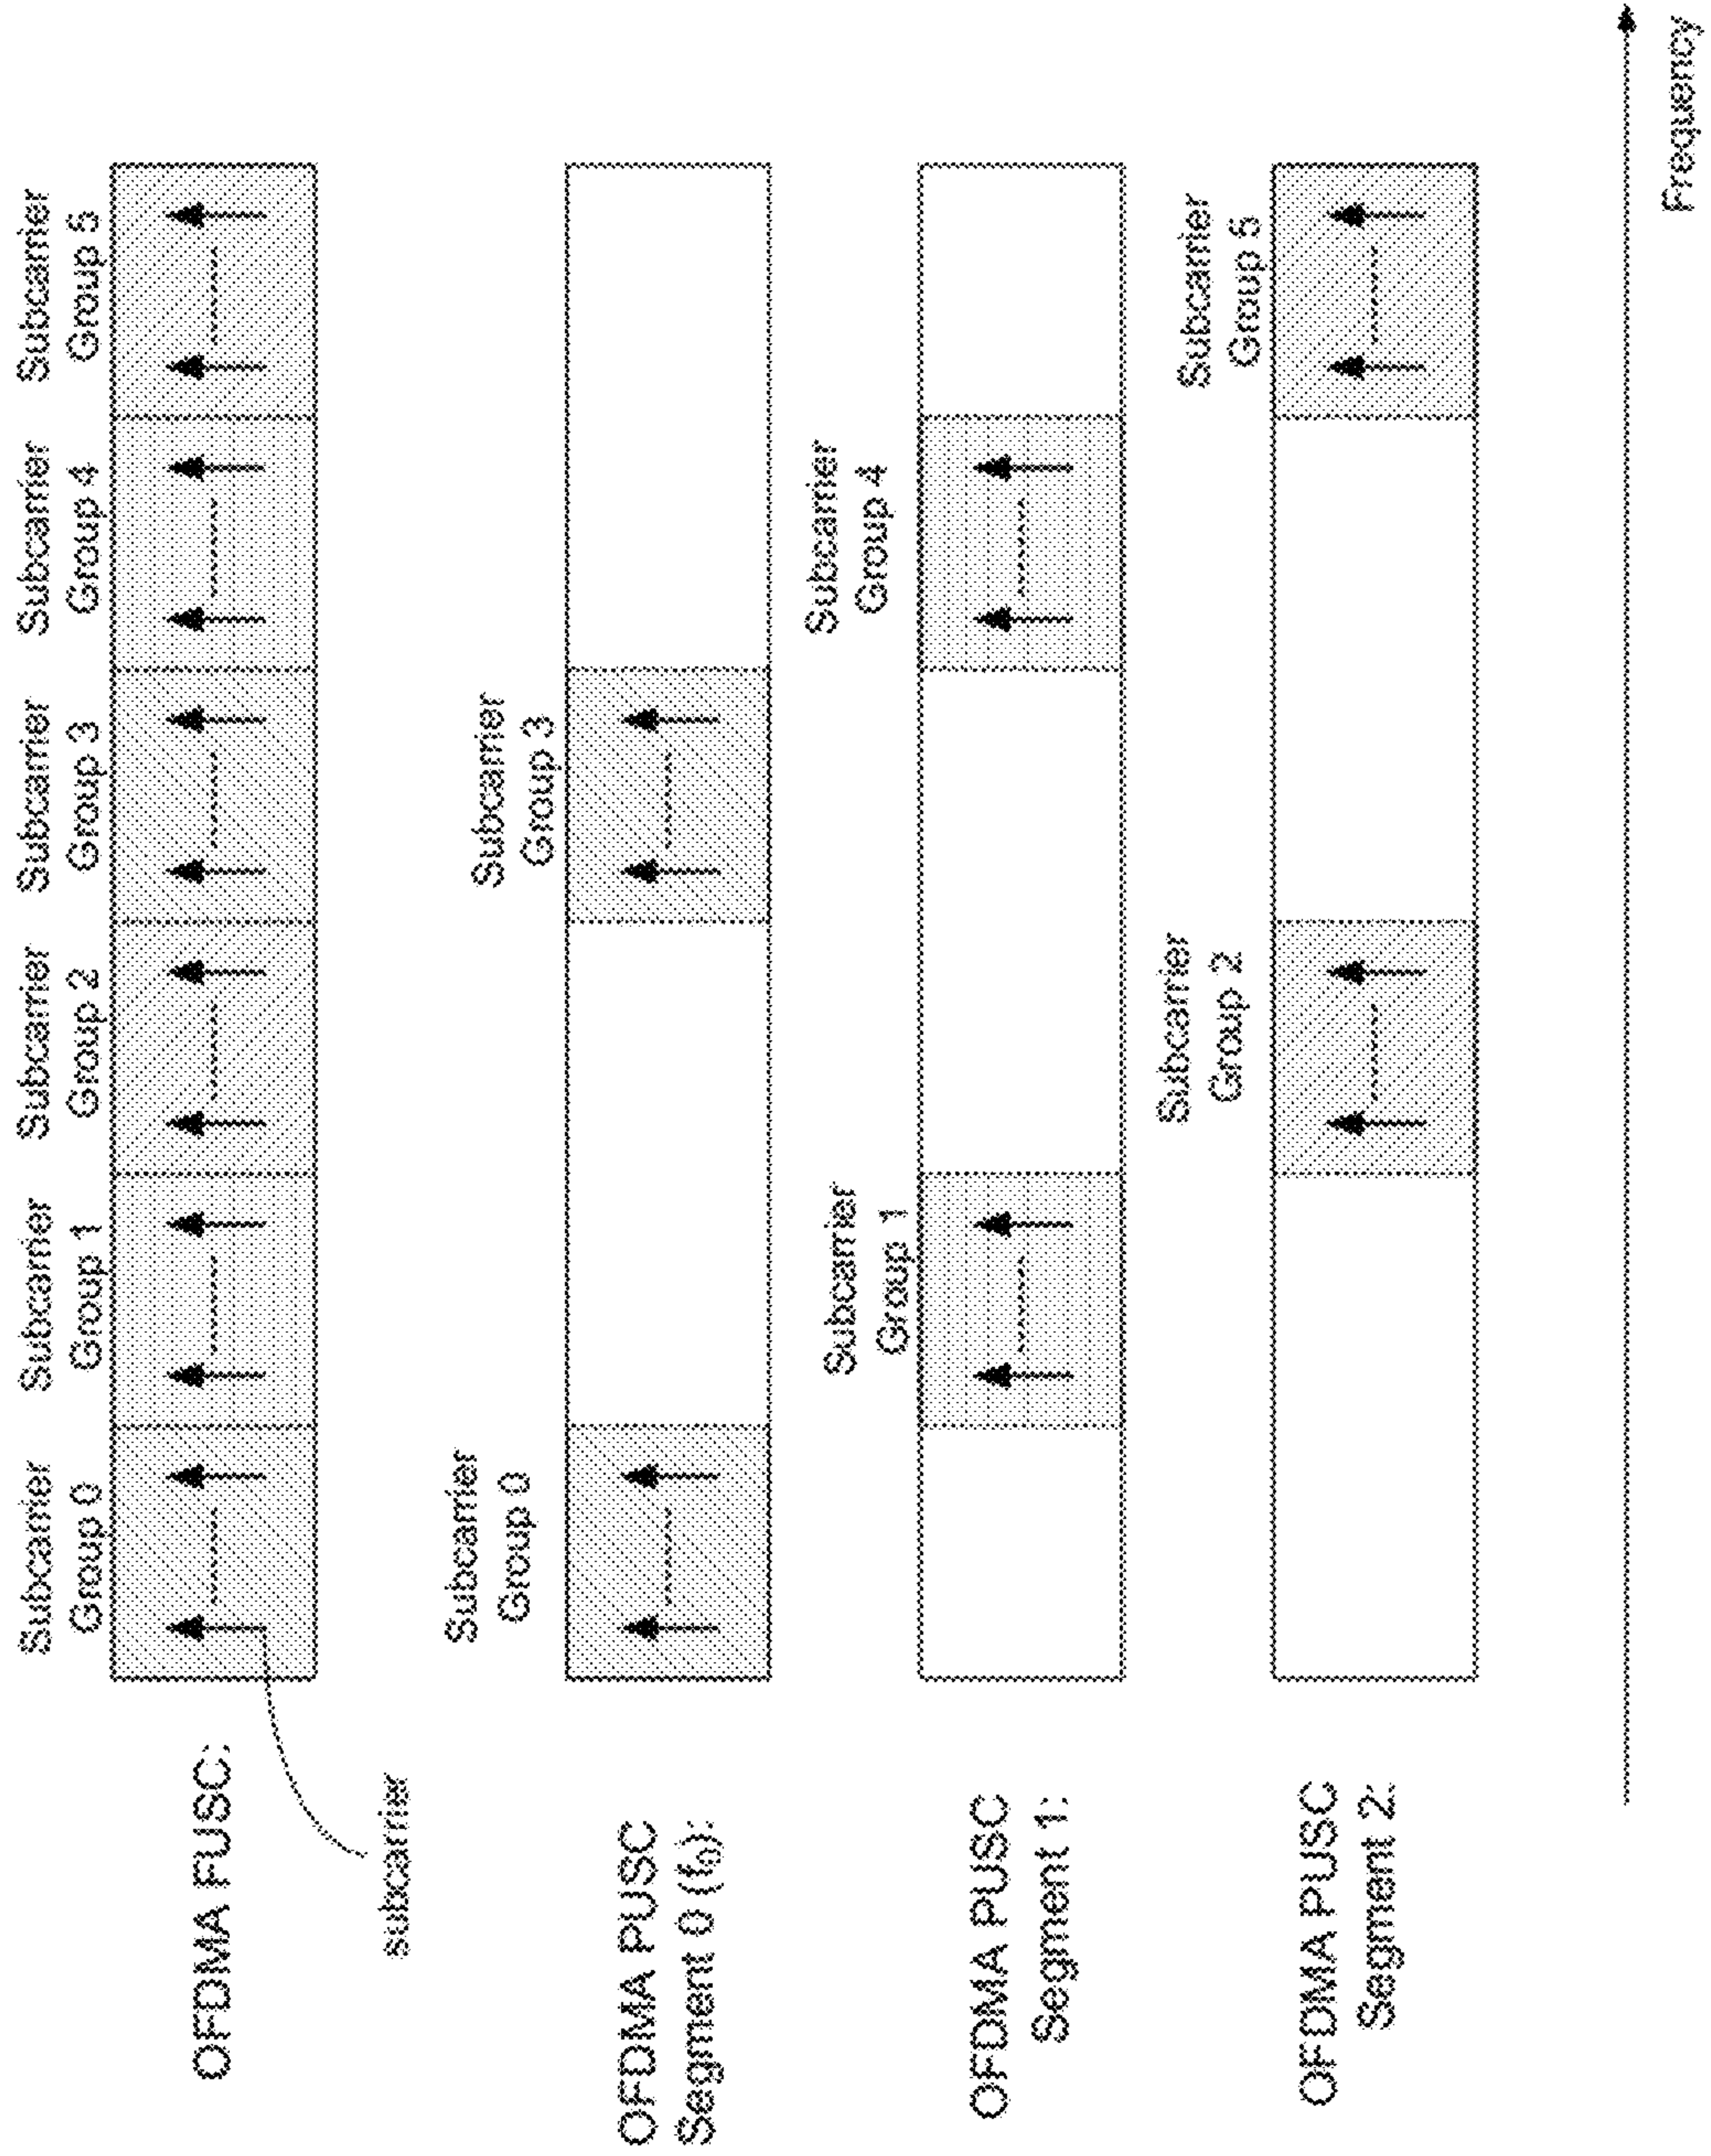 Subcarrier
Group 0
Subcarrier
Group 1
Subcarrier
Group 2
Subcarrier
Group 3
Subcarrier
Group 4
Subcarrier
Group 5
OFDMA FUSC:
subcarrier
Subcarrier
Group 0
Subcarrier
Group 3
OFDMA PUSC
Segment 0 (f₀):
Subcarrier
Group 1
Subcarrier
Group 4
OFDMA PUSC
Segment 1:
Subcarrier
Group 2
Subcarrier
Group 5
OFDMA PUSC
Segment 2:
Frequency